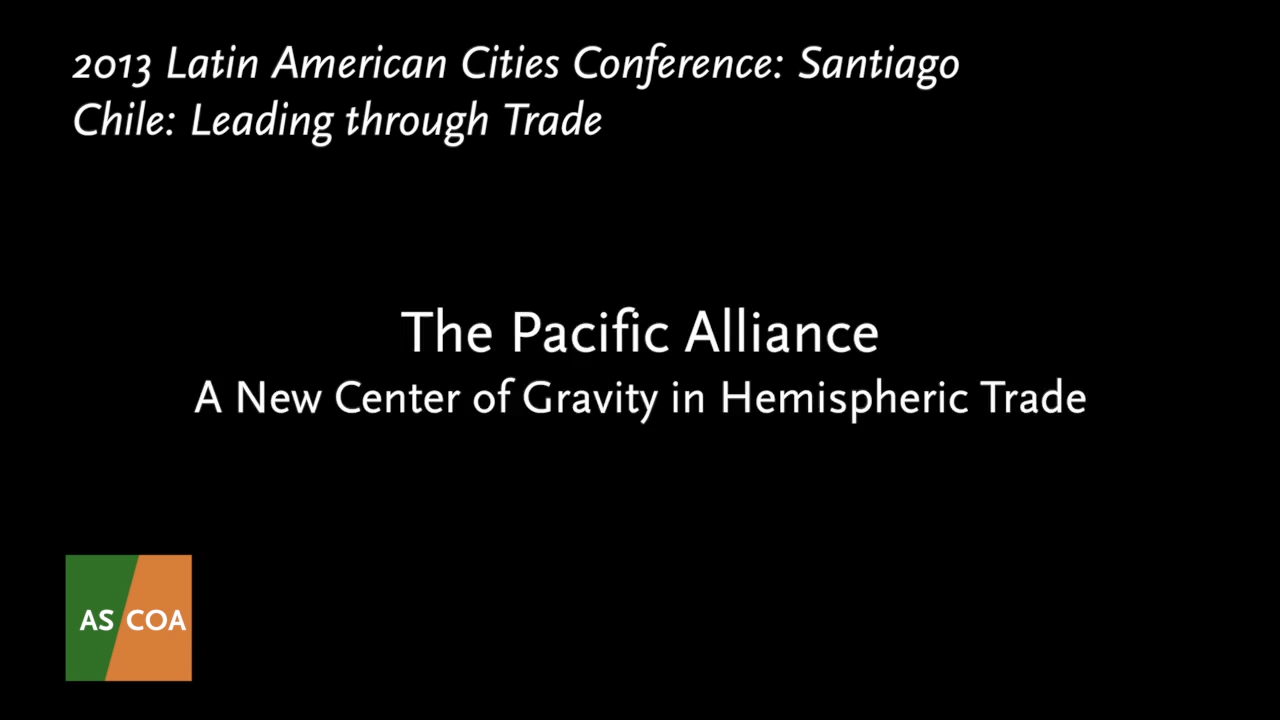 2013 Latin American Cities Conference: Santiago
Chile: Leading through Trade
The Pacific Alliance
A New Center of Gravity in Hemispheric Trade
AS COA